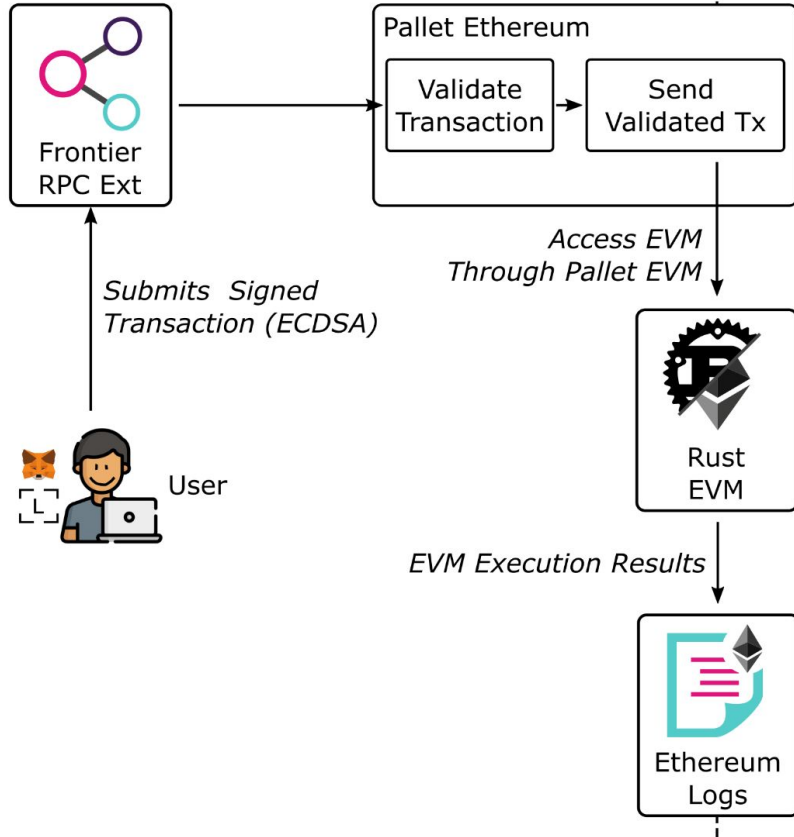 Pallet Ethereum
Validate
Transaction
Send
Validated Tx
Frontier
RPC Ext
Access EVM
Through Pallet EVM
Submits Signed
Transaction (ECDSA)
R
Rust
EVM
L
User
EVM Execution Results
Ethereum
Logs